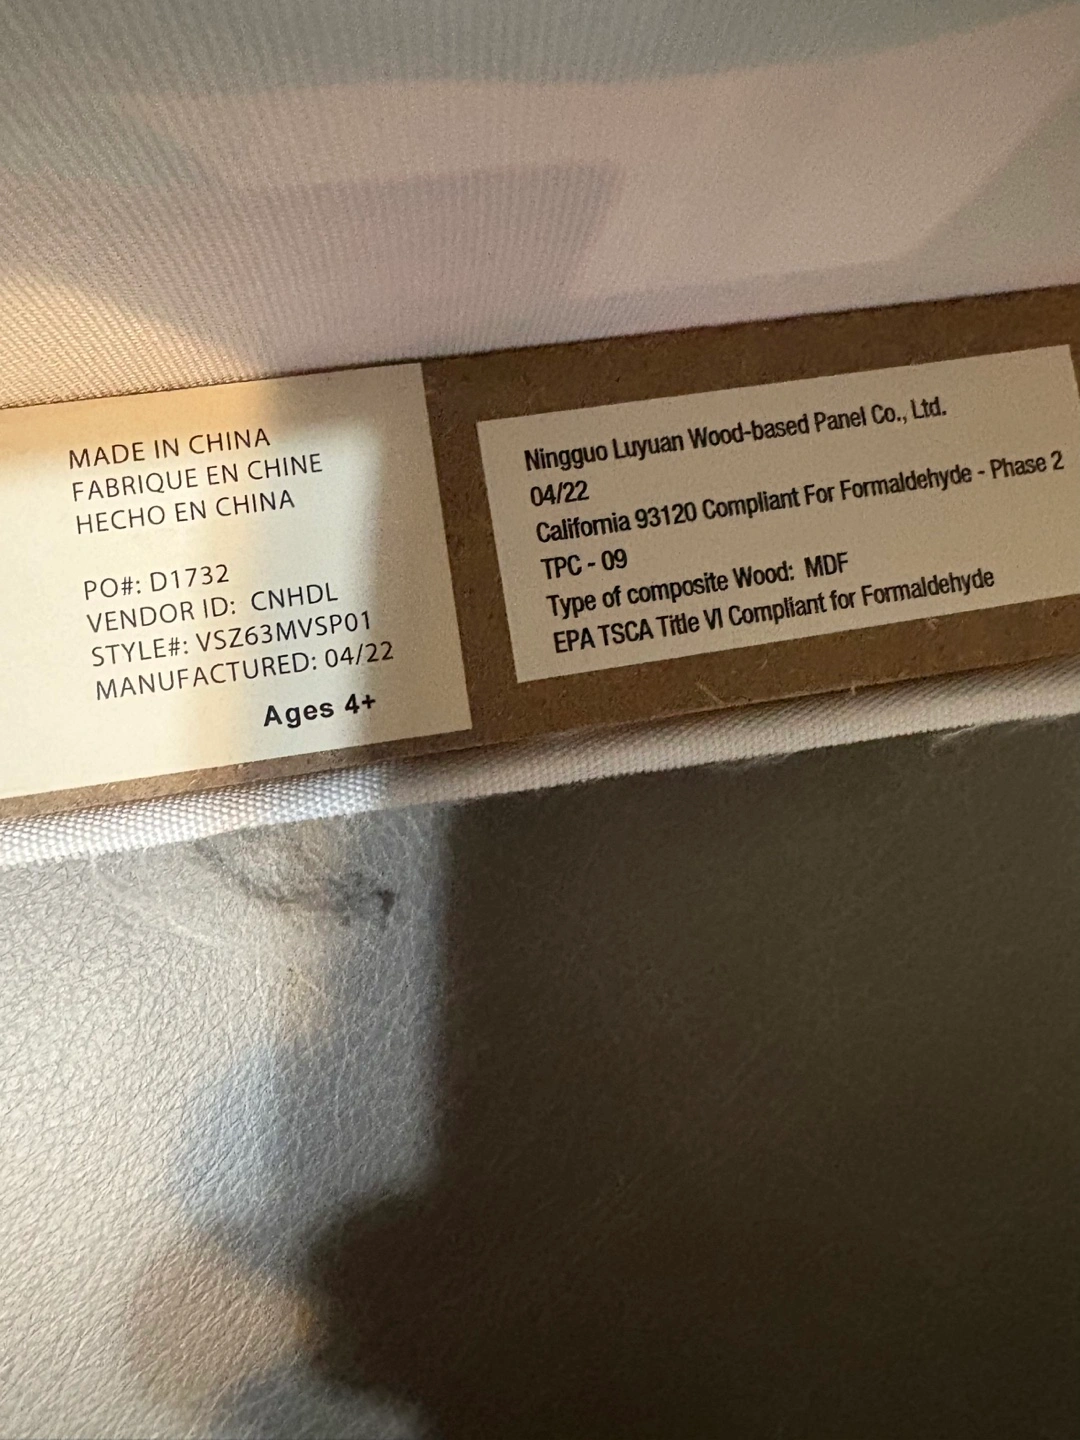 MADE IN CHINA
FABRIQUE EN CHINE
HECHO EN CHINA
PO#: D1732
VENDOR ID: CNHDL
STYLE#: VSZ63MVSP01
MANUFACTURED: 04/22
Ages 4+
Ningguo Luyuan Wood-based Panel Co., Ltd.
04/22
California 93120 Compliant For Formaldehyde - Phase 2
TPC - 09
Type of composite Wood: MDF
EPA TSCA Title VI Compliant for Formaldehyde